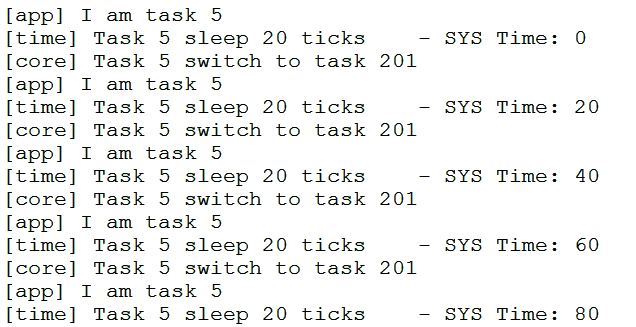 [app] I am task 5
[time] Task 5 sleep 20 ticks    - SYS Time: 0
[core] Task 5 switch to task 201
[app] I am task 5
[time] Task 5 sleep 20 ticks    - SYS Time: 20
[core] Task 5 switch to task 201
[app] I am task 5
[time] Task 5 sleep 20 ticks    - SYS Time: 40
[core] Task 5 switch to task 201
[app] I am task 5
[time] Task 5 sleep 20 ticks    - SYS Time: 60
[core] Task 5 switch to task 201
[app] I am task 5
[time] Task 5 sleep 20 ticks    - SYS Time: 80